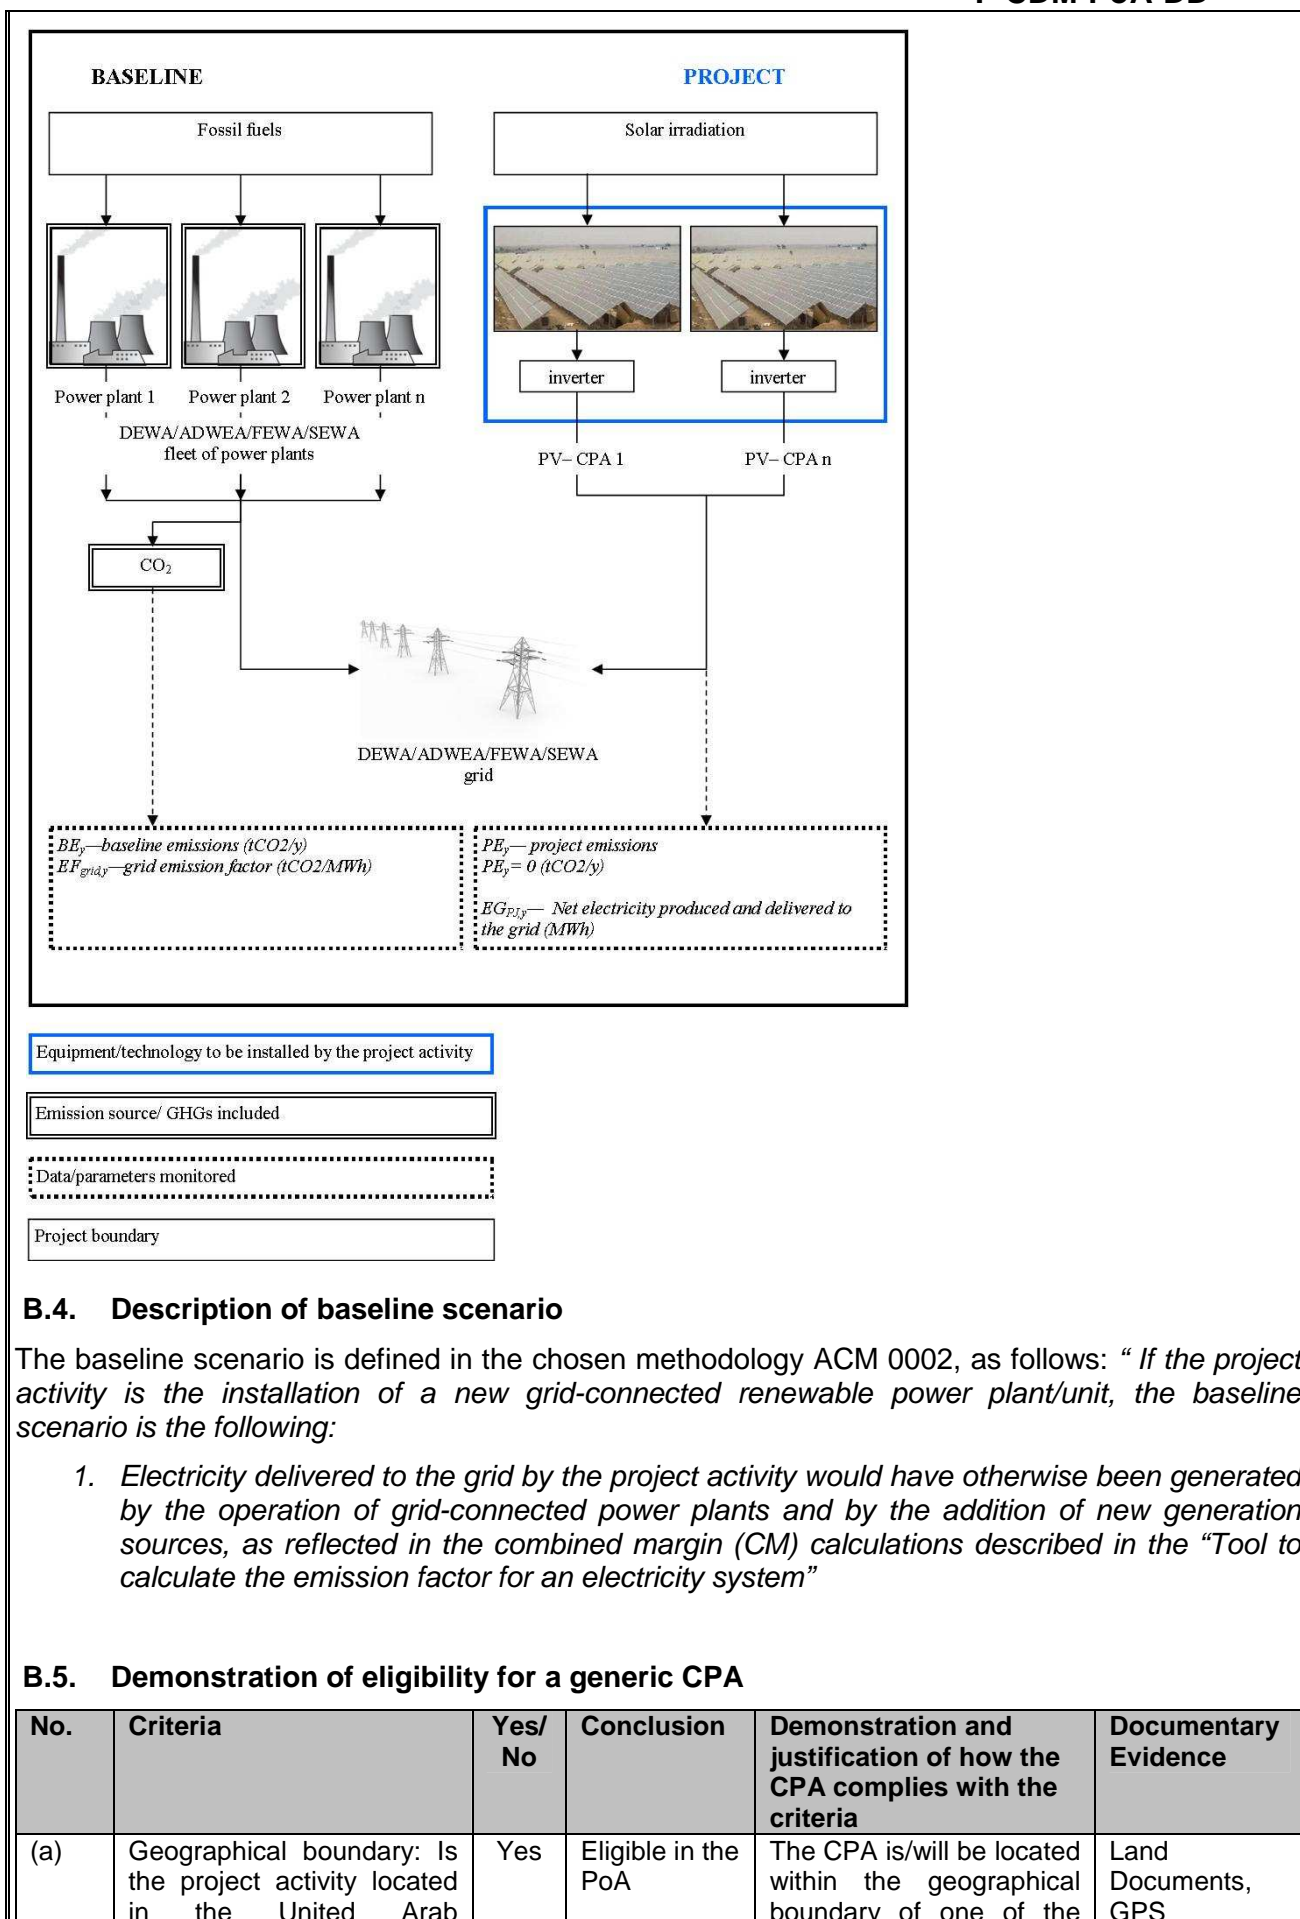 BASELINE
PROJECT
Fossil fuels
Solar irradiation
inverter
inverter
Power plant 1
Power plant 2
Power plant n
DEWA/ADWEA/FEWA/SEWA
fleet of power plants
PV– CPA 1
PV– CPA n
CO₂
DEWA/ADWEA/FEWA/SEWA
grid
BEy—baseline emissions (tCO2/y)
EFgrid,y—grid emission factor (tCO2/MWh)
PEy— project emissions
PEy= 0 (tCO2/y)
EGPJ,y— Net electricity produced and delivered to
the grid (MWh)
Equipment/technology to be installed by the project activity
Emission source/ GHGs included
Data/parameters monitored
Project boundary
B.4. Description of baseline scenario
The baseline scenario is defined in the chosen methodology ACM 0002, as follows: “ If the project
activity is the installation of a new grid-connected renewable power plant/unit, the baseline
scenario is the following:
1. Electricity delivered to the grid by the project activity would have otherwise been generated
by the operation of grid-connected power plants and by the addition of new generation
sources, as reflected in the combined margin (CM) calculations described in the “Tool to
calculate the emission factor for an electricity system”
B.5. Demonstration of eligibility for a generic CPA
No.
Criteria
Yes/
No
Conclusion
Demonstration and
justification of how the
CPA complies with the
criteria
Documentary
Evidence
(a)
Geographical boundary: Is
the project activity located
in the United Arab
Yes
Eligible in the
PoA
The CPA is/will be located
within the geographical
boundary of one of the
Land
Documents,
GPS